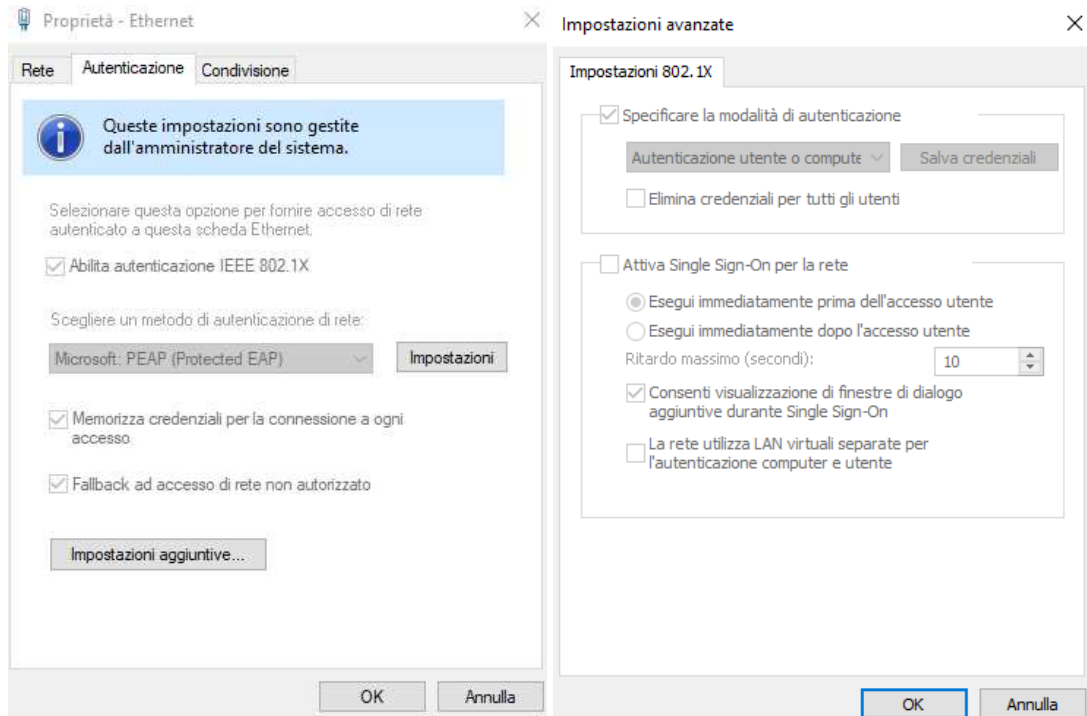 Proprietà - Ethernet
Rete
Autenticazione
Condivisione
Queste impostazioni sono gestite
dall'amministratore del sistema.
Selezionare questa opzione per fornire accesso di rete
autenticato a questa scheda Ethernet.
Abilita autenticazione IEEE 802.1X
Scegliere un metodo di autenticazione di rete:
Microsoft: PEAP (Protected EAP)
Impostazioni
Memorizza credenziali per la connessione a ogni
accesso
Fallback ad accesso di rete non autorizzato
Impostazioni aggiuntive...
OK
Annulla
Impostazioni avanzate
Impostazioni 802.1X
Specificare la modalità di autenticazione
Autenticazione utente o compute
Salva credenziali
Elimina credenziali per tutti gli utenti
Attiva Single Sign-On per la rete
Esegui immediatamente prima dell'accesso utente
Esegui immediatamente dopo l'accesso utente
Ritardo massimo (secondi):
10
Consenti visualizzazione di finestre di dialogo
aggiuntive durante Single Sign-On
La rete utilizza LAN virtuali separate per
l'autenticazione computer e utente
OK
Annulla